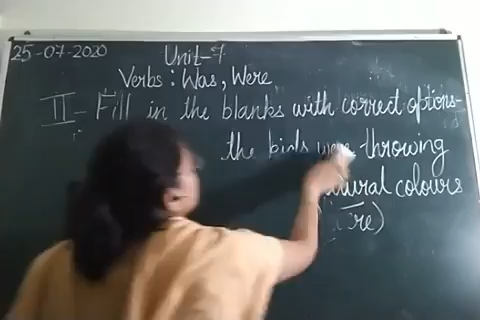 25-07-2020
Unit-7
Verbs : Was, Were
II- Fill in the blanks with correct options-
the were throwing
colours